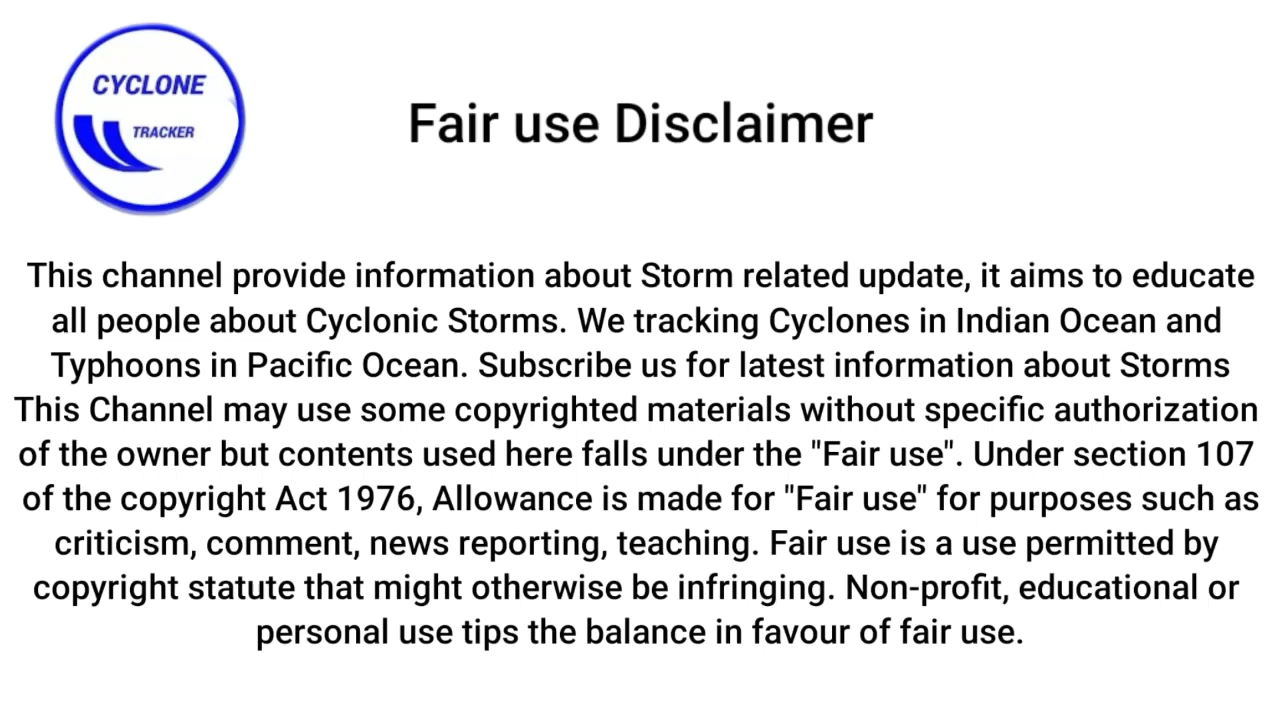 CYCLONE
TRACKER
Fair use Disclaimer
This channel provide information about Storm related update, it aims to educate
all people about Cyclonic Storms. We tracking Cyclones in Indian Ocean and
Typhoons in Pacific Ocean. Subscribe us for latest information about Storms
This Channel may use some copyrighted materials without specific authorization
of the owner but contents used here falls under the "Fair use". Under section 107
of the copyright Act 1976, Allowance is made for "Fair use" for purposes such as
criticism, comment, news reporting, teaching. Fair use is a use permitted by
copyright statute that might otherwise be infringing. Non-profit, educational or
personal use tips the balance in favour of fair use.